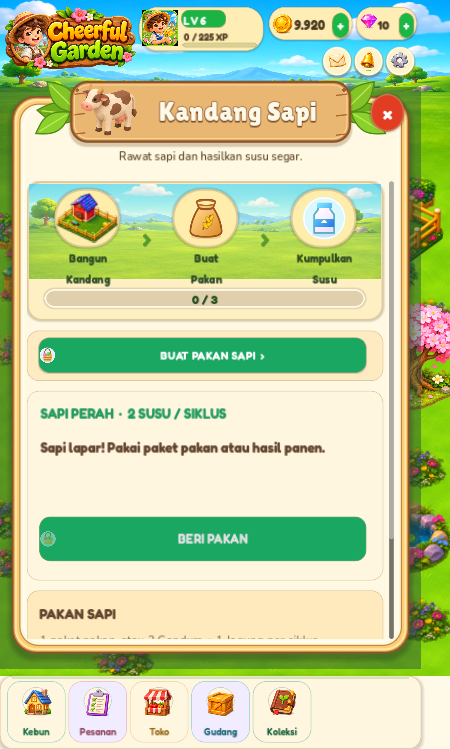 Cheerful
Garden
LV 6
0 / 225 XP
9.920
+
10
+
Kandang Sapi
Rawat sapi dan hasilkan susu segar.
Bangun
Kandang
Buat
Pakan
Kumpulkan
Susu
0 / 3
BUAT PAKAN SAPI ›
SAPI PERAH · 2 SUSU / SIKLUS
Sapi lapar! Pakai paket pakan atau hasil panen.
BERI PAKAN
PAKAN SAPI
Kebun
Pesanan
Toko
Gudang
Koleksi